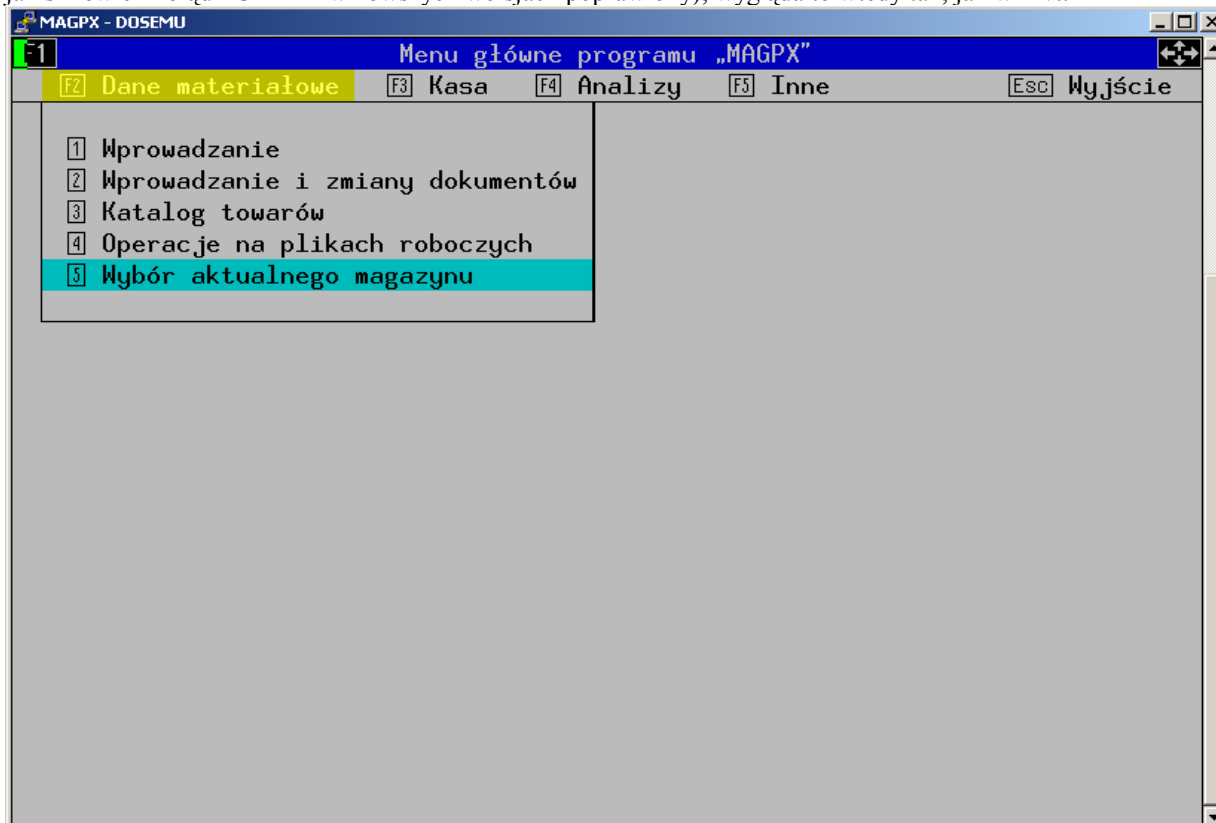 MAGPX - DOSEMU
F1 Menu główne programu „MAGPX”
F2 Dane materiałowe F3 Kasa F4 Analizy F5 Inne Esc Wyjście
1 Wprowadzanie
2 Wprowadzanie i zmiany dokumentów
3 Katalog towarów
4 Operacje na plikach roboczych
5 Wybór aktualnego magazynu